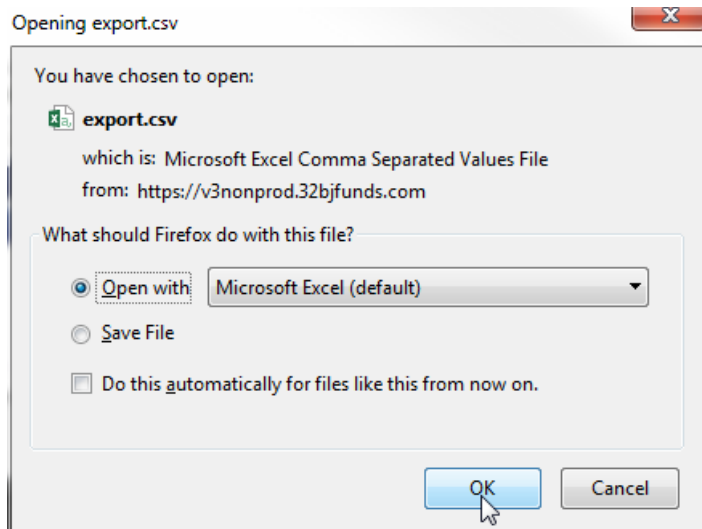 Opening export.csv
You have chosen to open:
export.csv
which is: Microsoft Excel Comma Separated Values File
from: https://v3nonprod.32bjfunds.com
What should Firefox do with this file?
Open with Microsoft Excel (default)
Save File
Do this automatically for files like this from now on.
OK Cancel